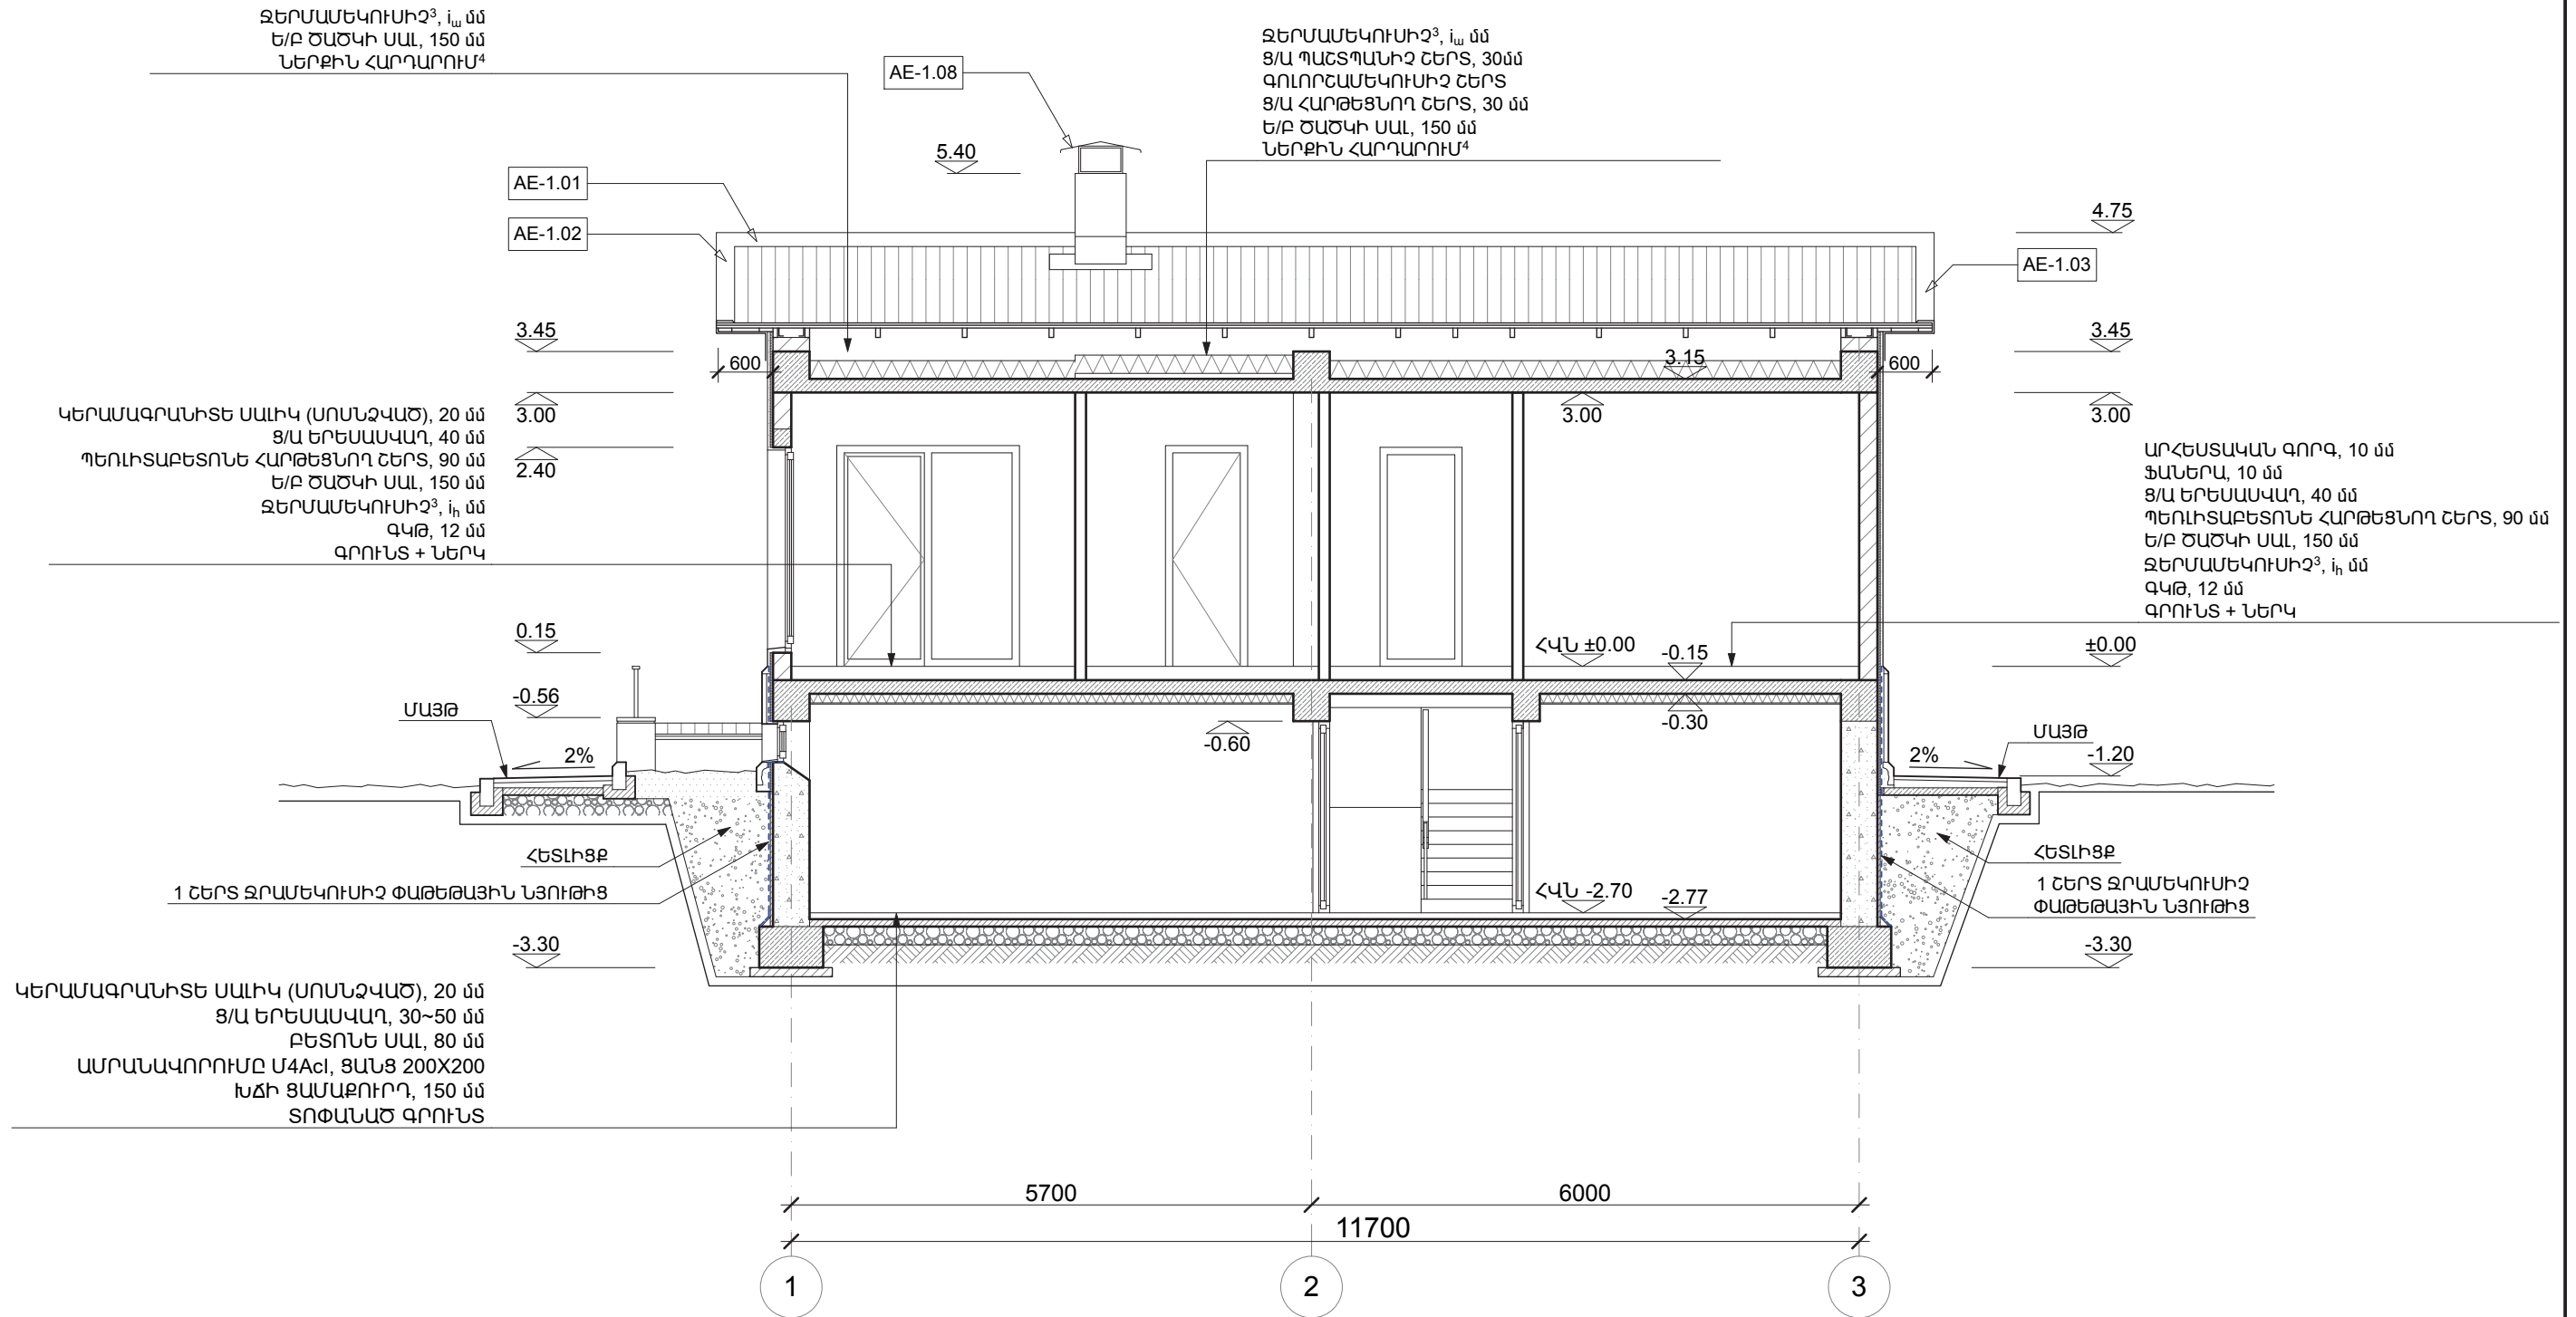 ՋԵՐՄԱՄԵԿՈՒՍԻՉ³, iա մմ
Ե/Բ ԾԱԾԿԻ ՍԱԼ, 150 մմ
ՆԵՐՔԻՆ ՀԱՐԴԱՐՈՒՄ⁴
AE-1.08
ՋԵՐՄԱՄԵԿՈՒՍԻՉ³, iա մմ
Ց/Ա ՊԱՇՏՊԱՆԻՉ ՇԵՐՏ, 30մմ
ԳՈԼՈՐՇԱՄԵԿՈՒՍԻՉ ՇԵՐՏ
Ց/Ա ՀԱՐԹԵՑՆՈՂ ՇԵՐՏ, 30 մմ
Ե/Բ ԾԱԾԿԻ ՍԱԼ, 150 մմ
ՆԵՐՔԻՆ ՀԱՐԴԱՐՈՒՄ⁴
5.40
AE-1.01
AE-1.02
4.75
AE-1.03
3.45
3.45
600
3.15
600
3.00
3.00
3.00
2.40
ԿԵՐԱՄԱԳՐԱՆԻՏԵ ՍԱԼԻԿ (ՍՈՍՆՁՎԱԾ), 20 մմ
Ց/Ա ԵՐԵՍԱՍՎԱՂ, 40 մմ
ՊԵՌԼԻՏԱԲԵՏՈՆԵ ՀԱՐԹԵՑՆՈՂ ՇԵՐՏ, 90 մմ
Ե/Բ ԾԱԾԿԻ ՍԱԼ, 150 մմ
ՋԵՐՄԱՄԵԿՈՒՍԻՉ³, iհ մմ
ԳԿԹ, 12 մմ
ԳՐՈՒՆՏ + ՆԵՐԿ
ԱՐՀԵՍՏԱԿԱՆ ԳՈՐԳ, 10 մմ
ՖԱՆԵՐԱ, 10 մմ
Ց/Ա ԵՐԵՍԱՍՎԱՂ, 40 մմ
ՊԵՌԼԻՏԱԲԵՏՈՆԵ ՀԱՐԹԵՑՆՈՂ ՇԵՐՏ, 90 մմ
Ե/Բ ԾԱԾԿԻ ՍԱԼ, 150 մմ
ՋԵՐՄԱՄԵԿՈՒՍԻՉ³, iհ մմ
ԳԿԹ, 12 մմ
ԳՐՈՒՆՏ + ՆԵՐԿ
0.15
ՀՎՆ ±0.00
-0.15
±0.00
-0.56
ՄԱՅԹ
2%
-0.60
-0.30
ՄԱՅԹ
2%
-1.20
ՀԵՏԼԻՑՔ
1 ՇԵՐՏ ՋՐԱՄԵԿՈՒՍԻՉ ՓԱԹԵԹԱՅԻՆ ՆՅՈՒԹԻՑ
ՀԵՏԼԻՑՔ
1 ՇԵՐՏ ՋՐԱՄԵԿՈՒՍԻՉ
ՓԱԹԵԹԱՅԻՆ ՆՅՈՒԹԻՑ
ՀՎՆ -2.70
-2.77
-3.30
-3.30
ԿԵՐԱՄԱԳՐԱՆԻՏԵ ՍԱԼԻԿ (ՍՈՍՆՁՎԱԾ), 20 մմ
Ց/Ա ԵՐԵՍԱՍՎԱՂ, 30~50 մմ
ԲԵՏՈՆԵ ՍԱԼ, 80 մմ
ԱՄՐԱՆԱՎՈՐՈՒՄԸ Մ4AcI, ՑԱՆՑ 200X200
ԽՃԻ ՑԱՄԱՔՈՒՐԴ, 150 մմ
ՏՈՓԱՆԱԾ ԳՐՈՒՆՏ
5700
6000
11700
1
2
3